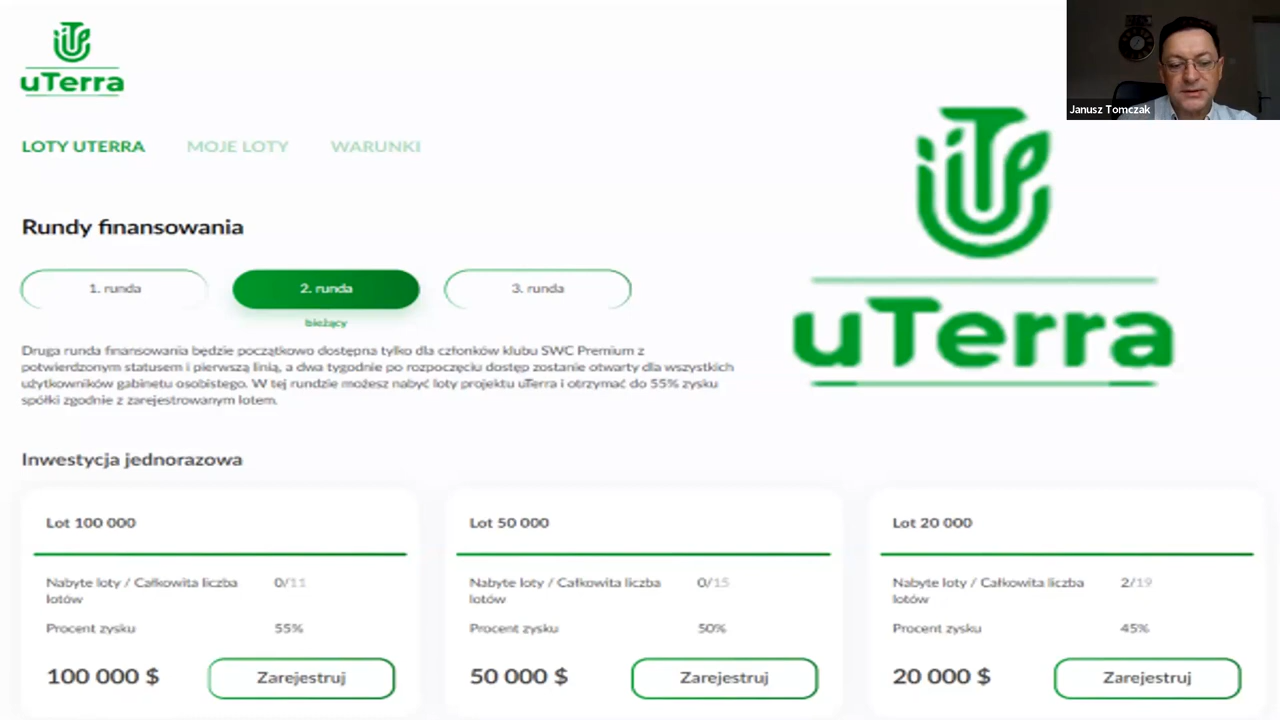 uTerra
Janusz Tomczak
LOTY UTERRA MOJE LOTY WARUNKI
Rundy finansowania
1. runda 2. runda 3. runda
bieżący
uTerra
Druga runda finansowania będzie początkowo dostępna tylko dla członków klubu SWC Premium z
potwierdzonym statusem i pierwszą linią, a dwa tygodnie po rozpoczęciu dostęp zostanie otwarty dla wszystkich
użytkowników gabinetu osobistego. W tej rundzie możesz nabyć loty projektu uTerra i otrzymać do 55% zysku
spółki zgodnie z zarejestrowanym lotem.
Inwestycja jednorazowa
Lot 100 000
Nabyte loty / Całkowita liczba 0/11
lotów
Procent zysku 55%
100 000 $ Zarejestruj
Lot 50 000
Nabyte loty / Całkowita liczba 0/15
lotów
Procent zysku 50%
50 000 $ Zarejestruj
Lot 20 000
Nabyte loty / Całkowita liczba 2/19
lotów
Procent zysku 45%
20 000 $ Zarejestruj